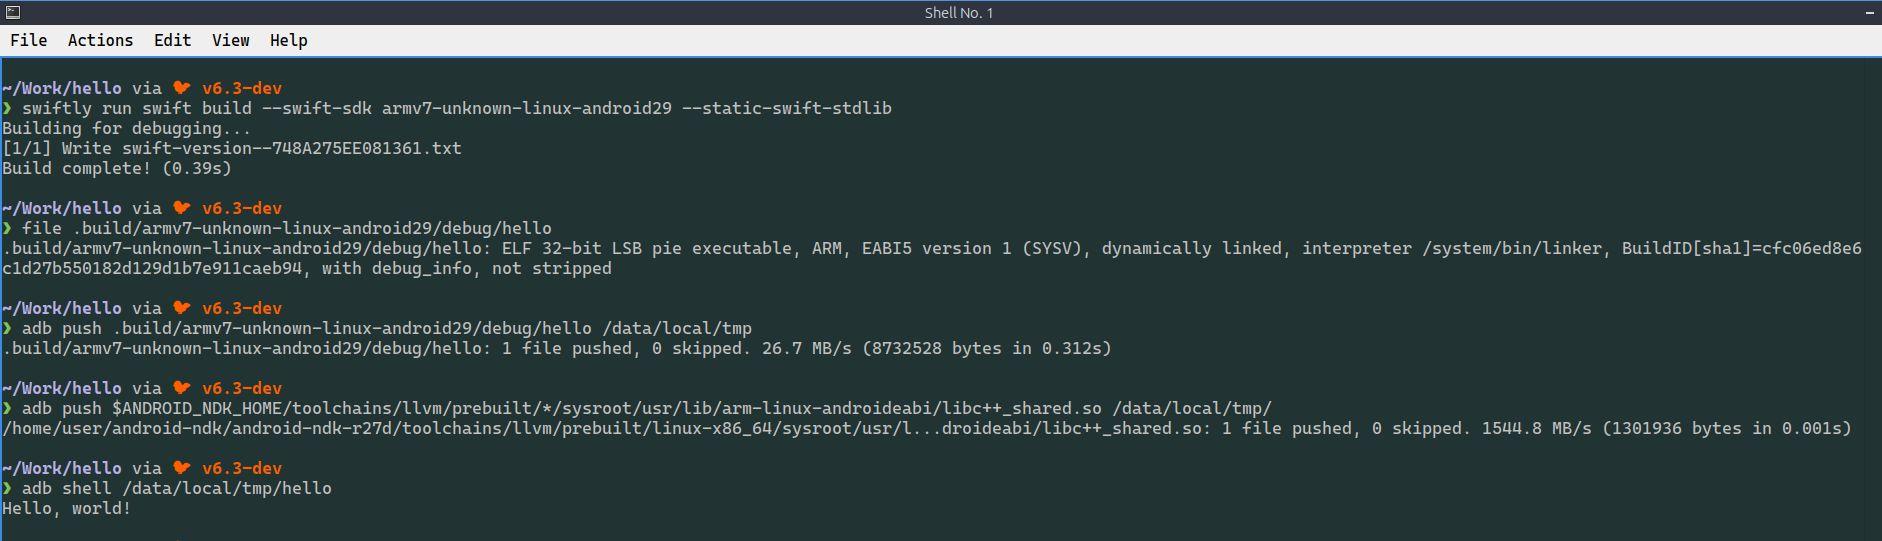 Shell No. 1
File Actions Edit View Help
~/Work/hello via 🐦 v6.3-dev
❯ swiftly run swift build --swift-sdk armv7-unknown-linux-android29 --static-swift-stdlib
Building for debugging...
[1/1] Write swift-version--748A275EE081361.txt
Build complete! (0.39s)
~/Work/hello via 🐦 v6.3-dev
❯ file .build/armv7-unknown-linux-android29/debug/hello
.build/armv7-unknown-linux-android29/debug/hello: ELF 32-bit LSB pie executable, ARM, EABI5 version 1 (SYSV), dynamically linked, interpreter /system/bin/linker, BuildID[sha1]=cfc06ed8e6
c1d27b550182d129d1b7e911caeb94, with debug_info, not stripped
~/Work/hello via 🐦 v6.3-dev
❯ adb push .build/armv7-unknown-linux-android29/debug/hello /data/local/tmp
.build/armv7-unknown-linux-android29/debug/hello: 1 file pushed, 0 skipped. 26.7 MB/s (8732528 bytes in 0.312s)
~/Work/hello via 🐦 v6.3-dev
❯ adb push $ANDROID_NDK_HOME/toolchains/llvm/prebuilt/*/sysroot/usr/lib/arm-linux-androideabi/libc++_shared.so /data/local/tmp/
/home/user/android-ndk/android-ndk-r27d/toolchains/llvm/prebuilt/linux-x86_64/sysroot/usr/l...droideabi/libc++_shared.so: 1 file pushed, 0 skipped. 1544.8 MB/s (1301936 bytes in 0.001s)
~/Work/hello via 🐦 v6.3-dev
❯ adb shell /data/local/tmp/hello
Hello, world!